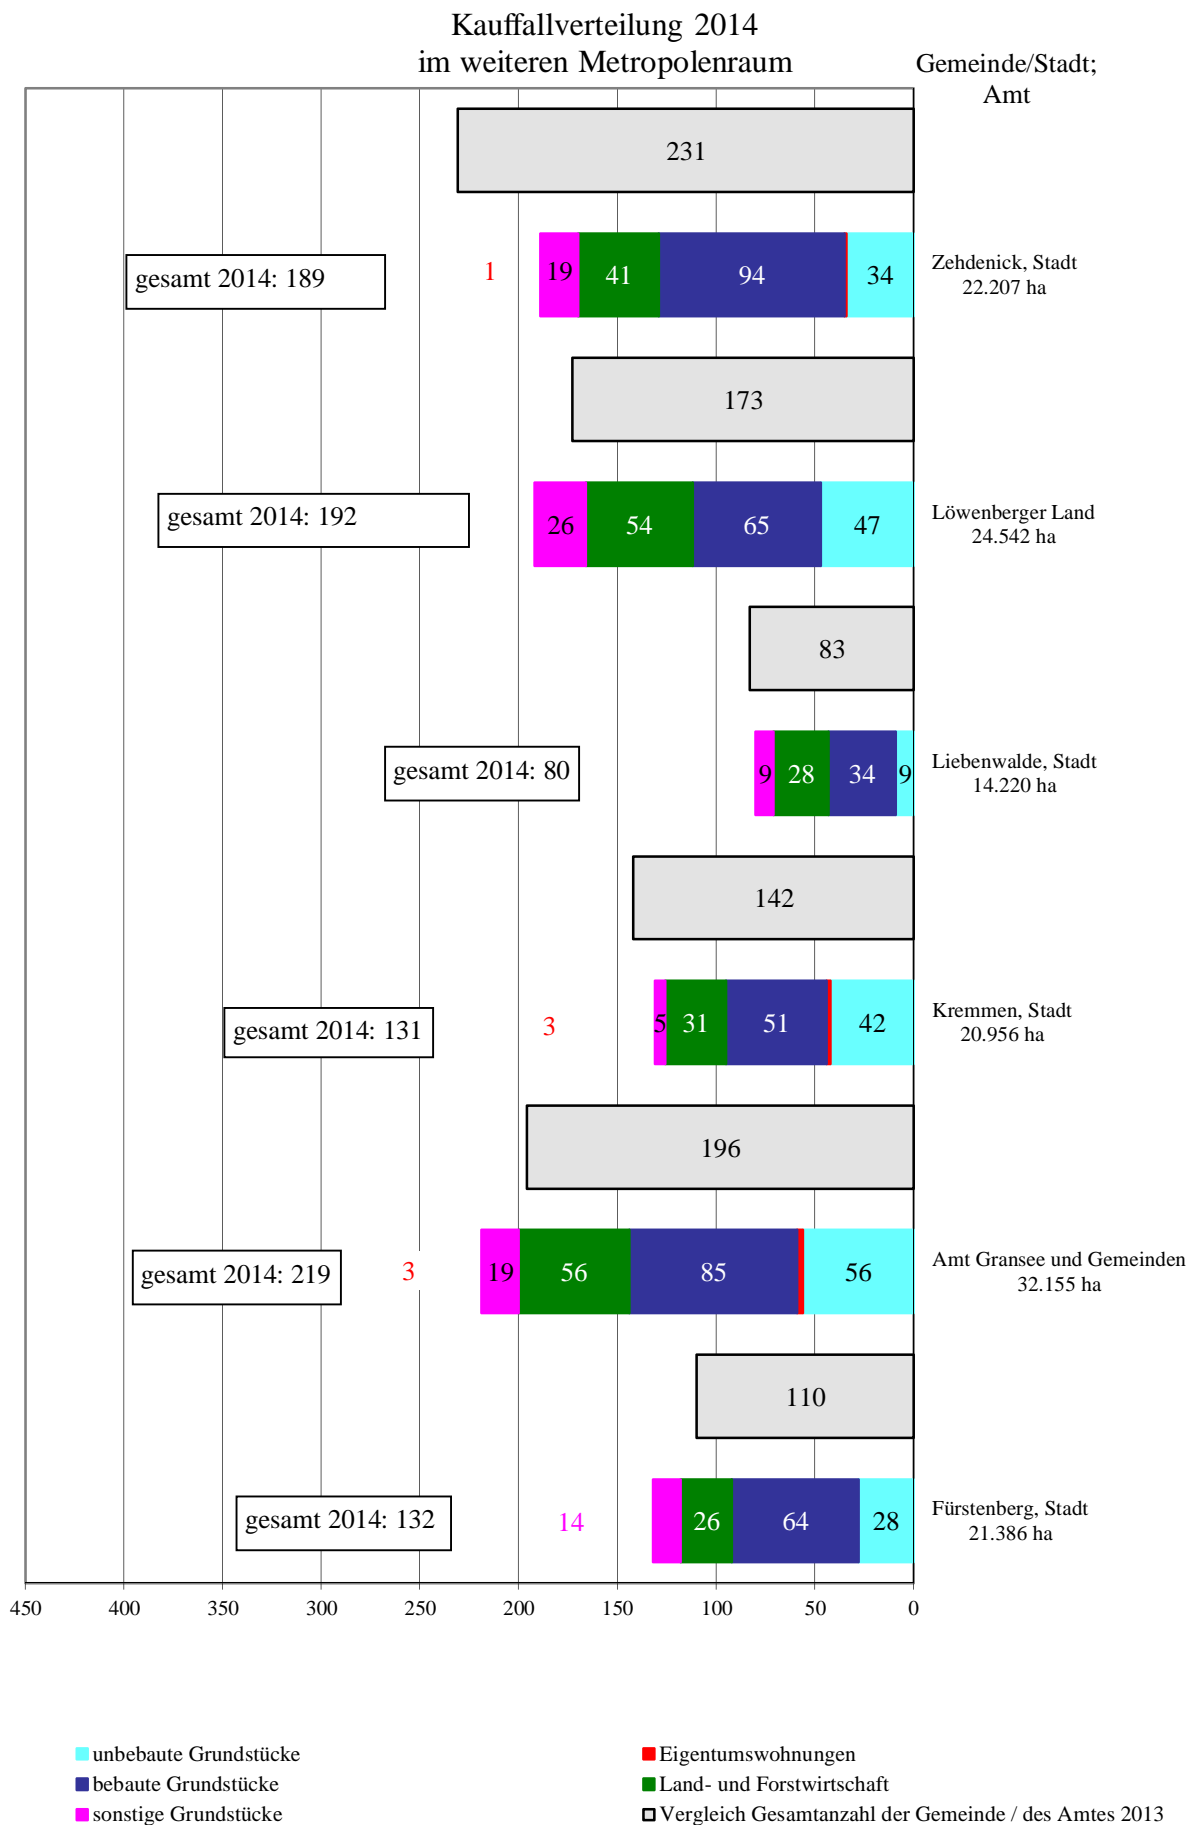 Kauffallverteilung 2014
im weiteren Metropolenraum
Gemeinde/Stadt;
Amt
231
gesamt 2014: 189
1
19
41
94
34
Zehdenick, Stadt
22.207 ha
173
gesamt 2014: 192
26
54
65
47
Löwenberger Land
24.542 ha
83
gesamt 2014: 80
9
28
34
9
Liebenwalde, Stadt
14.220 ha
142
gesamt 2014: 131
3
5
31
51
42
Kremmen, Stadt
20.956 ha
196
gesamt 2014: 219
3
19
56
85
56
Amt Gransee und Gemeinden
32.155 ha
110
gesamt 2014: 132
14
26
64
28
Fürstenberg, Stadt
21.386 ha
450 400 350 300 250 200 150 100 50 0
unbebaute Grundstücke
Eigentumswohnungen
bebaute Grundstücke
Land- und Forstwirtschaft
sonstige Grundstücke
Vergleich Gesamtanzahl der Gemeinde / des Amtes 2013